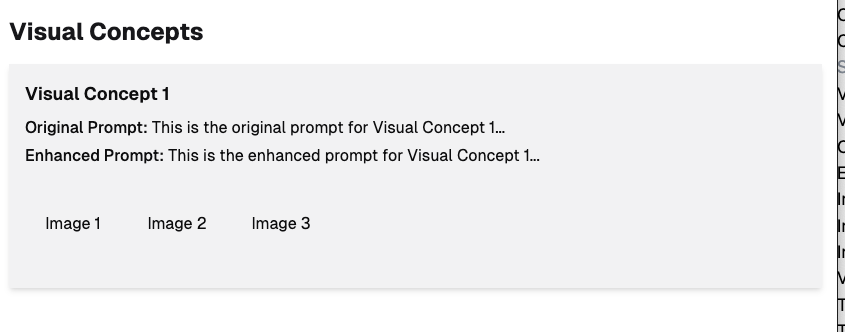 Visual Concepts
Visual Concept 1
Original Prompt: This is the original prompt for Visual Concept 1...
Enhanced Prompt: This is the enhanced prompt for Visual Concept 1...
Image 1 Image 2 Image 3